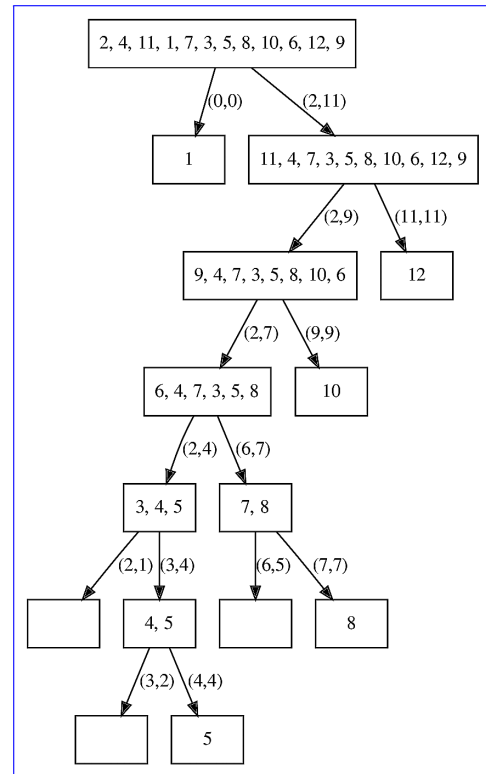 2, 4, 11, 1, 7, 3, 5, 8, 10, 6, 12, 9
(0,0) (2,11)
1 11, 4, 7, 3, 5, 8, 10, 6, 12, 9
(2,9) (11,11)
9, 4, 7, 3, 5, 8, 10, 6 12
(2,7) (9,9)
6, 4, 7, 3, 5, 8 10
(2,4) (6,7)
3, 4, 5 7, 8
(2,1) (3,4) (6,5) (7,7)
4, 5 8
(3,2) (4,4)
5